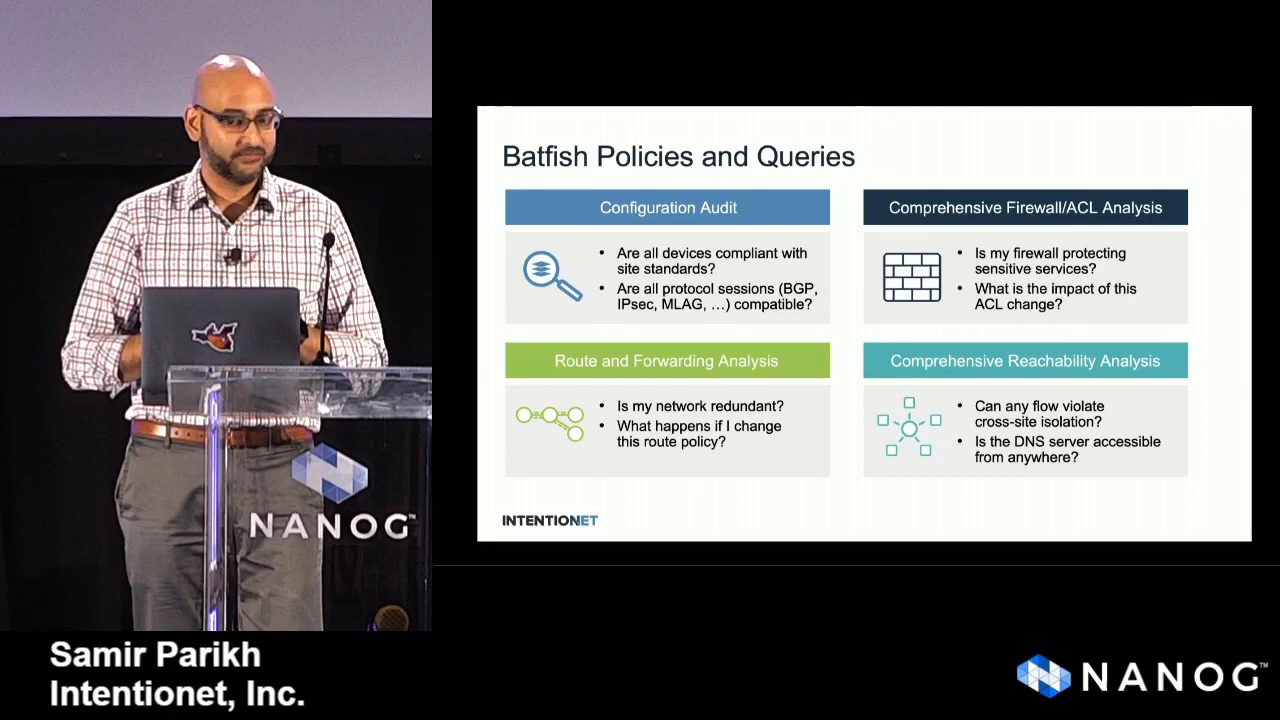 Batfish Policies and Queries
Configuration Audit
• Are all devices compliant with
site standards?
• Are all protocol sessions (BGP,
IPsec, MLAG, …) compatible?
Comprehensive Firewall/ACL Analysis
• Is my firewall protecting
sensitive services?
• What is the impact of this
ACL change?
Route and Forwarding Analysis
• Is my network redundant?
• What happens if I change
this route policy?
Comprehensive Reachability Analysis
• Can any flow violate
cross-site isolation?
• Is the DNS server accessible
from anywhere?
INTENTIONET
NANOG™
Samir Parikh
Intentionet, Inc.
NANOG™